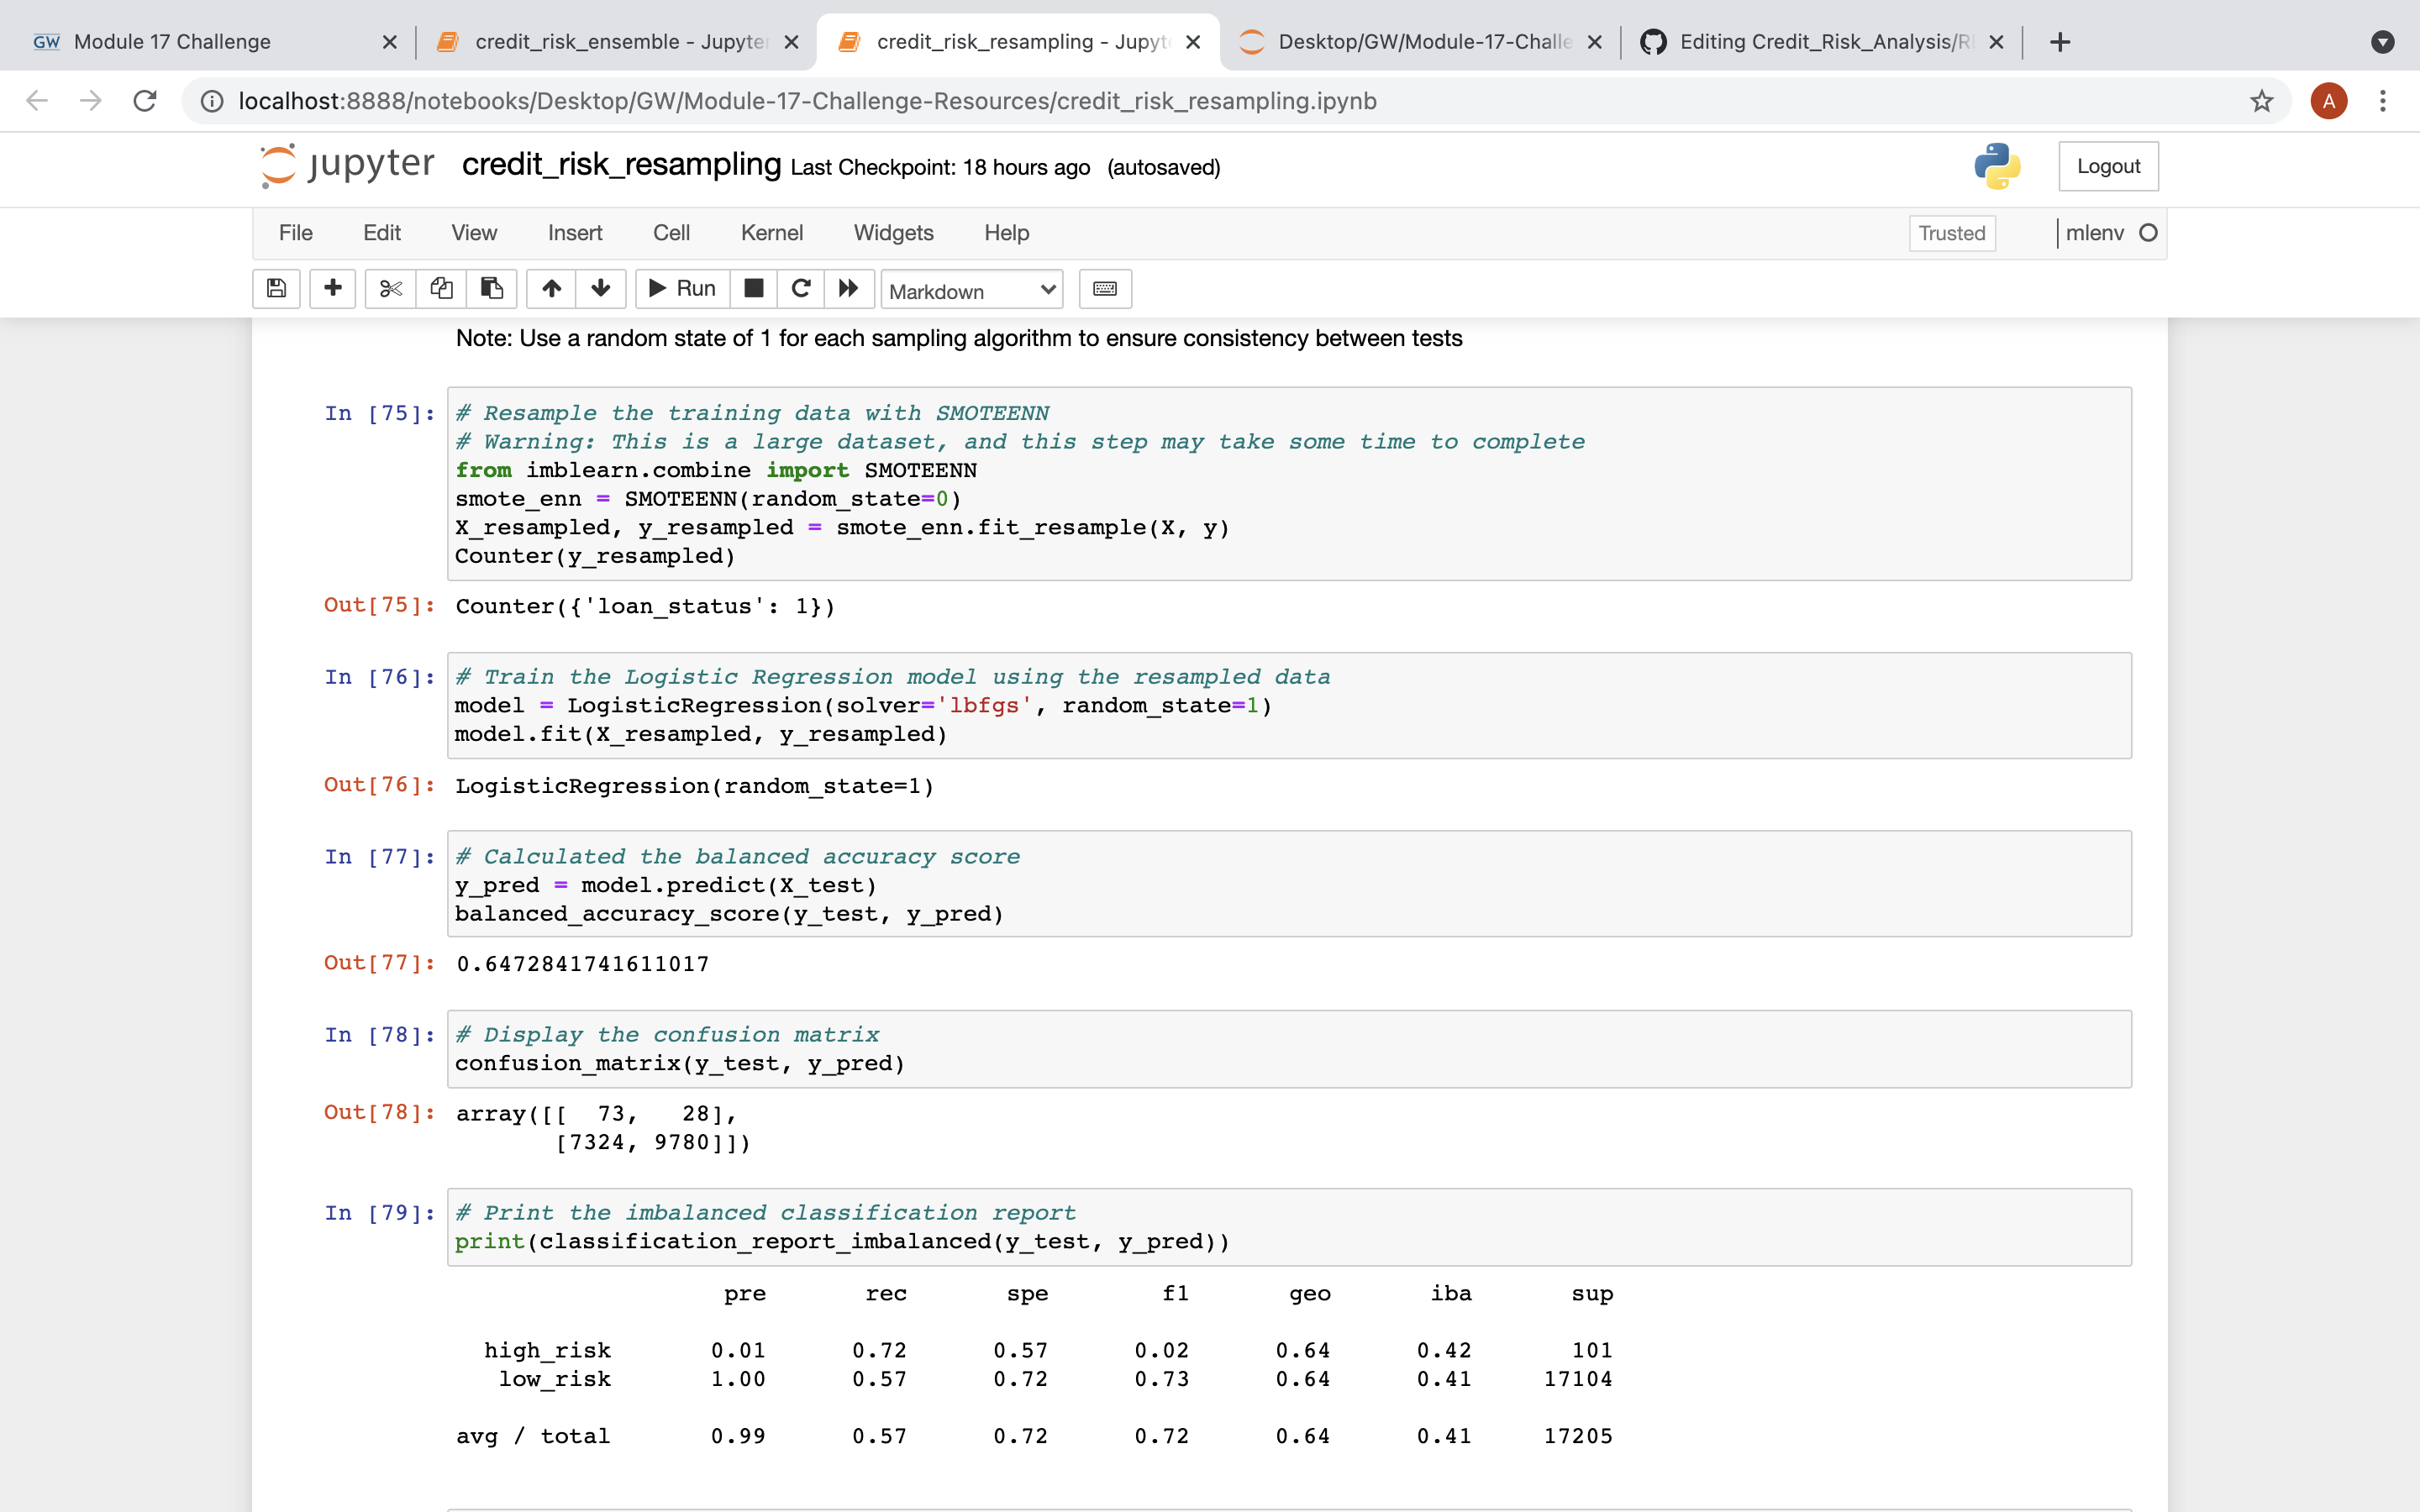 GW Module 17 Challenge
credit_risk_ensemble - Jupyter
credit_risk_resampling - Jupyt
Desktop/GW/Module-17-Challe
Editing Credit_Risk_Analysis/R
localhost:8888/notebooks/Desktop/GW/Module-17-Challenge-Resources/credit_risk_resampling.ipynb
A
jupyter credit_risk_resampling Last Checkpoint: 18 hours ago (autosaved)
Logout
File Edit View Insert Cell Kernel Widgets Help
Trusted
mlenv
Run
Markdown
Note: Use a random state of 1 for each sampling algorithm to ensure consistency between tests
In [75]: # Resample the training data with SMOTEENN
# Warning: This is a large dataset, and this step may take some time to complete
from imblearn.combine import SMOTEENN
smote_enn = SMOTEENN(random_state=0)
X_resampled, y_resampled = smote_enn.fit_resample(X, y)
Counter(y_resampled)
Out[75]: Counter({'loan_status': 1})
In [76]: # Train the Logistic Regression model using the resampled data
model = LogisticRegression(solver='lbfgs', random_state=1)
model.fit(X_resampled, y_resampled)
Out[76]: LogisticRegression(random_state=1)
In [77]: # Calculated the balanced accuracy score
y_pred = model.predict(X_test)
balanced_accuracy_score(y_test, y_pred)
Out[77]: 0.6472841741611017
In [78]: # Display the confusion matrix
confusion_matrix(y_test, y_pred)
Out[78]: array([[  73,   28],
[7324, 9780]])
In [79]: # Print the imbalanced classification report
print(classification_report_imbalanced(y_test, y_pred))
pre rec spe f1 geo iba sup
high_risk 0.01 0.72 0.57 0.02 0.64 0.42 101
low_risk 1.00 0.57 0.72 0.73 0.64 0.41 17104
avg / total 0.99 0.57 0.72 0.72 0.64 0.41 17205